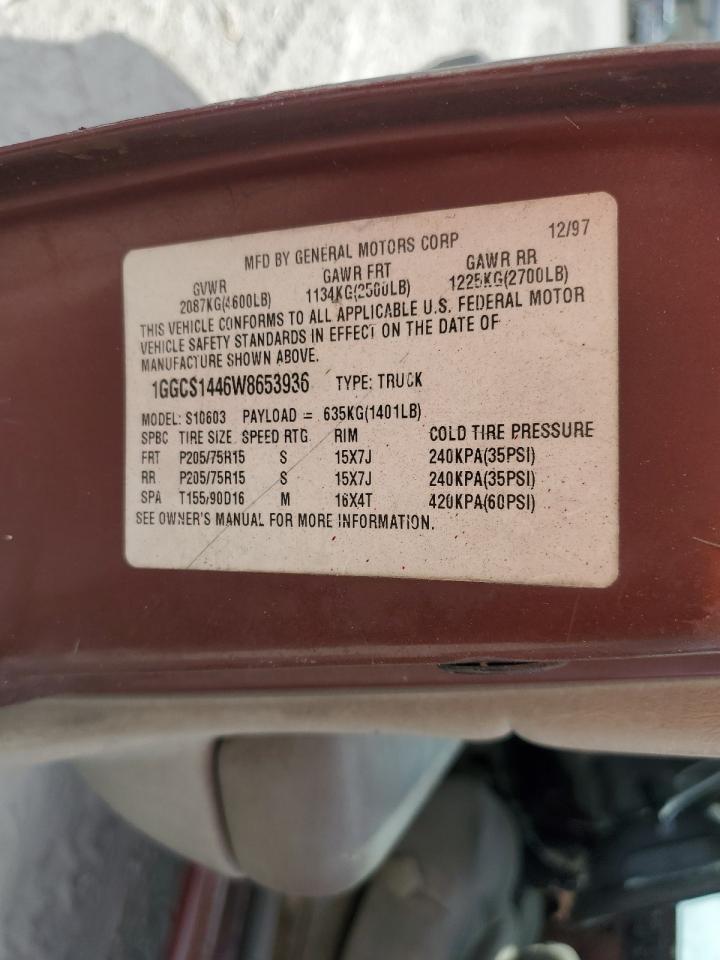 12/97
MFD BY GENERAL MOTORS CORP
GVWR GAWR FRT GAWR RR
2087KG(4600LB) 1134KG(2500LB) 1225KG(2700LB)
THIS VEHICLE CONFORMS TO ALL APPLICABLE U.S. FEDERAL MOTOR
VEHICLE SAFETY STANDARDS IN EFFECT ON THE DATE OF
MANUFACTURE SHOWN ABOVE.
1GGCS1446W8653936 TYPE: TRUCK
MODEL: S10603 PAYLOAD = 635KG(1401LB)
SPBC TIRE SIZE SPEED RTG RIM COLD TIRE PRESSURE
FRT P205/75R15 S 15X7J 240KPA(35PSI)
RR P205/75R15 S 15X7J 240KPA(35PSI)
SPA T155/90D16 M 16X4T 420KPA(60PSI)
SEE OWNER'S MANUAL FOR MORE INFORMATION.